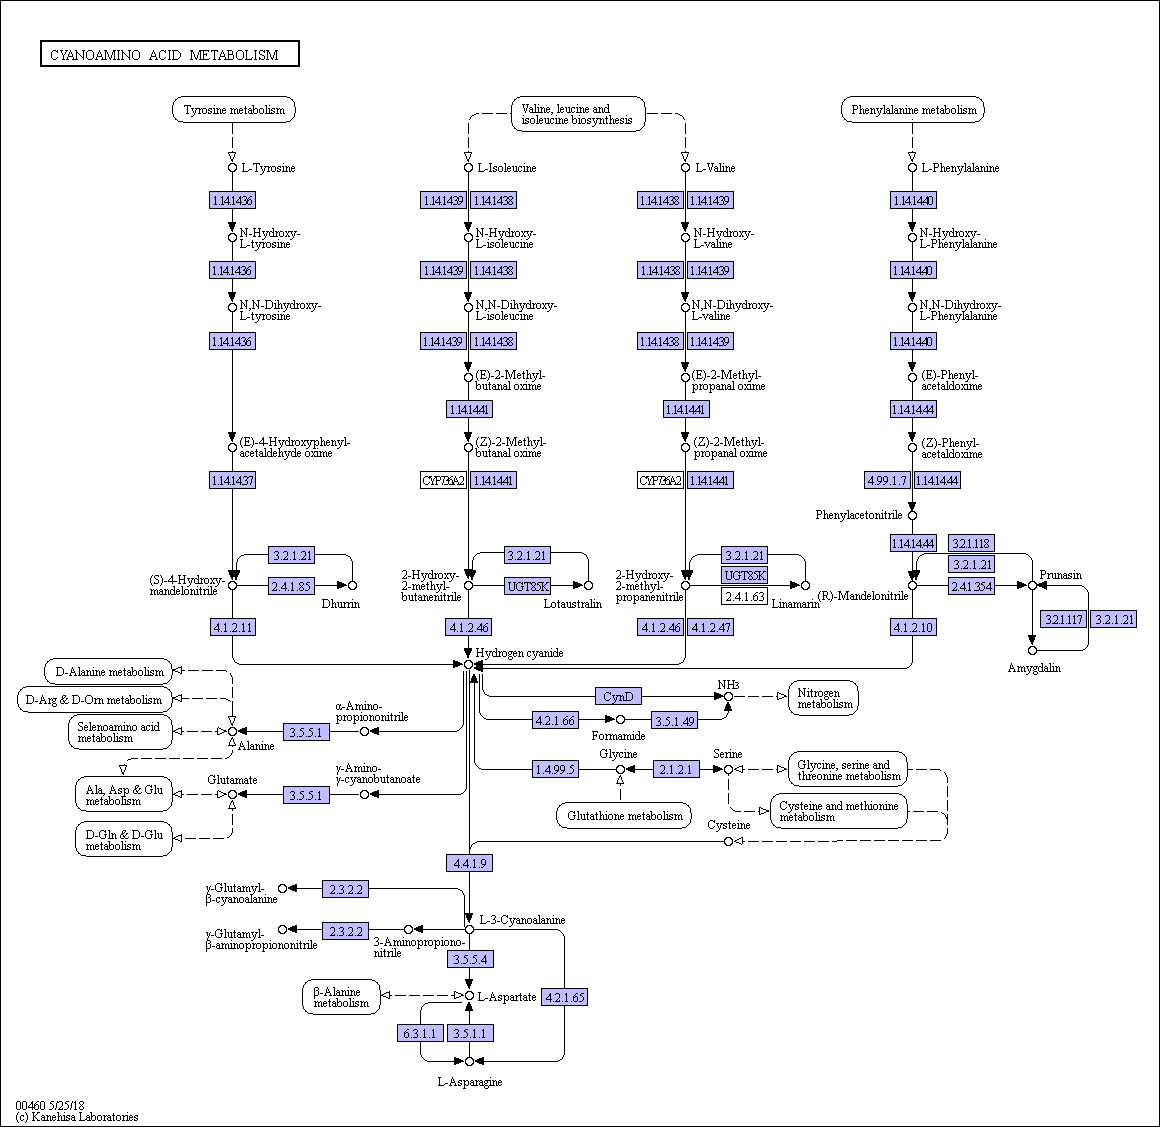 CYANOAMINO ACID METABOLISM
Tyrosine metabolism
Valine, leucine and
isoleucine biosynthesis
Phenylalanine metabolism
L-Tyrosine
L-Isoleucine
L-Valine
L-Phenylalanine
1.14.14.36
1.14.14.39 1.14.14.38
1.14.14.38 1.14.14.39
1.14.14.40
N-Hydroxy-
L-tyrosine
N-Hydroxy-
L-isoleucine
N-Hydroxy-
L-valine
N-Hydroxy-
L-Phenylalanine
1.14.14.36
1.14.14.39 1.14.14.38
1.14.14.38 1.14.14.39
1.14.14.40
N,N-Dihydroxy-
L-tyrosine
N,N-Dihydroxy-
L-isoleucine
N,N-Dihydroxy-
L-valine
N,N-Dihydroxy-
L-Phenylalanine
1.14.14.36
1.14.14.39 1.14.14.38
1.14.14.38 1.14.14.39
1.14.14.40
(E)-2-Methyl-
butanal oxime
(E)-2-Methyl-
propanal oxime
(E)-Phenyl-
acetaldoxime
1.14.14.41
1.14.14.41
1.14.14.44
(E)-4-Hydroxyphenyl-
acetaldehyde oxime
(Z)-2-Methyl-
butanal oxime
(Z)-2-Methyl-
propanal oxime
(Z)-Phenyl-
acetaldoxime
1.14.14.37
CYP736A2 1.14.14.41
CYP736A2 1.14.14.41
4.99.1.7 1.14.14.44
Phenylacetonitrile
1.14.14.44
3.2.1.21
3.2.1.21
3.2.1.21
3.2.1.118
3.2.1.21
(S)-4-Hydroxy-
mandelonitrile
2.4.1.85
Dhurrin
2-Hydroxy-
2-methyl-
butanenitrile
UGT85K
Lotaustralin
2-Hydroxy-
2-methyl-
propanenitrile
UGT85K
2.4.1.63
Linamarin
(R)-Mandelonitrile
2.4.1.354
Prunasin
4.1.2.11
4.1.2.46
4.1.2.46 4.1.2.47
4.1.2.10
3.2.1.117 3.2.1.21
Amygdalin
Hydrogen cyanide
D-Alanine metabolism
D-Arg & D-Orn metabolism
Selenoamino acid
metabolism
Alanine
3.5.5.1
α-Amino-
propiononitrile
CynD
NH3
Nitrogen
metabolism
4.2.1.66
Formamide
3.5.1.49
Ala, Asp & Glu
metabolism
Glutamate
3.5.5.1
γ-Amino-
γ-cyanobutanoate
1.4.99.5
Glycine
2.1.2.1
Serine
Glycine, serine and
threonine metabolism
Glutathione metabolism
Cysteine and methionine
metabolism
D-Gln & D-Glu
metabolism
Cysteine
4.4.1.9
γ-Glutamyl-
β-cyanoalanine
2.3.2.2
L-3-Cyanoalanine
γ-Glutamyl-
β-aminopropiononitrile
2.3.2.2
3-Aminopropiono-
nitrile
3.5.5.4
β-Alanine
metabolism
L-Aspartate
4.2.1.65
6.3.1.1 3.5.1.1
L-Asparagine
00460 5/25/18
(c) Kanehisa Laboratories